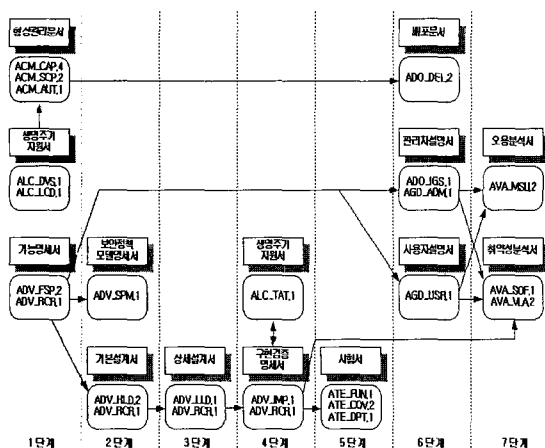 형상관리문서
ACM_CAP.4
ACM_SCP.2
ACM_AUT.1
배포문서
ADO_DEL.2
생명주기
지원서
ALC_DVS.1
ALC_LCD.1
관리자설명서
ADO_IGS.1
AGD_ADM.1
오용분석서
AVA_MSU.2
기능명세서
ADV_FSP.2
ADV_RCR.1
보안정책
모델명세서
ADV_SPM.1
생명주기
지원서
ALC_TAT.1
사용자설명서
AGD_USR.1
취약성분석서
AVA_SOF.1
AVA_VLA.2
기본설계서
ADV_HLD.2
ADV_RCR.1
상세설계서
ADV_LLD.1
ADV_RCR.1
구현검증
명세서
ADV_IMP.1
ADV_RCR.1
시험서
ATE_FUN.1
ATE_COV.2
ATE_DPT.1
1단계
2단계
3단계
4단계
5단계
6단계
7단계